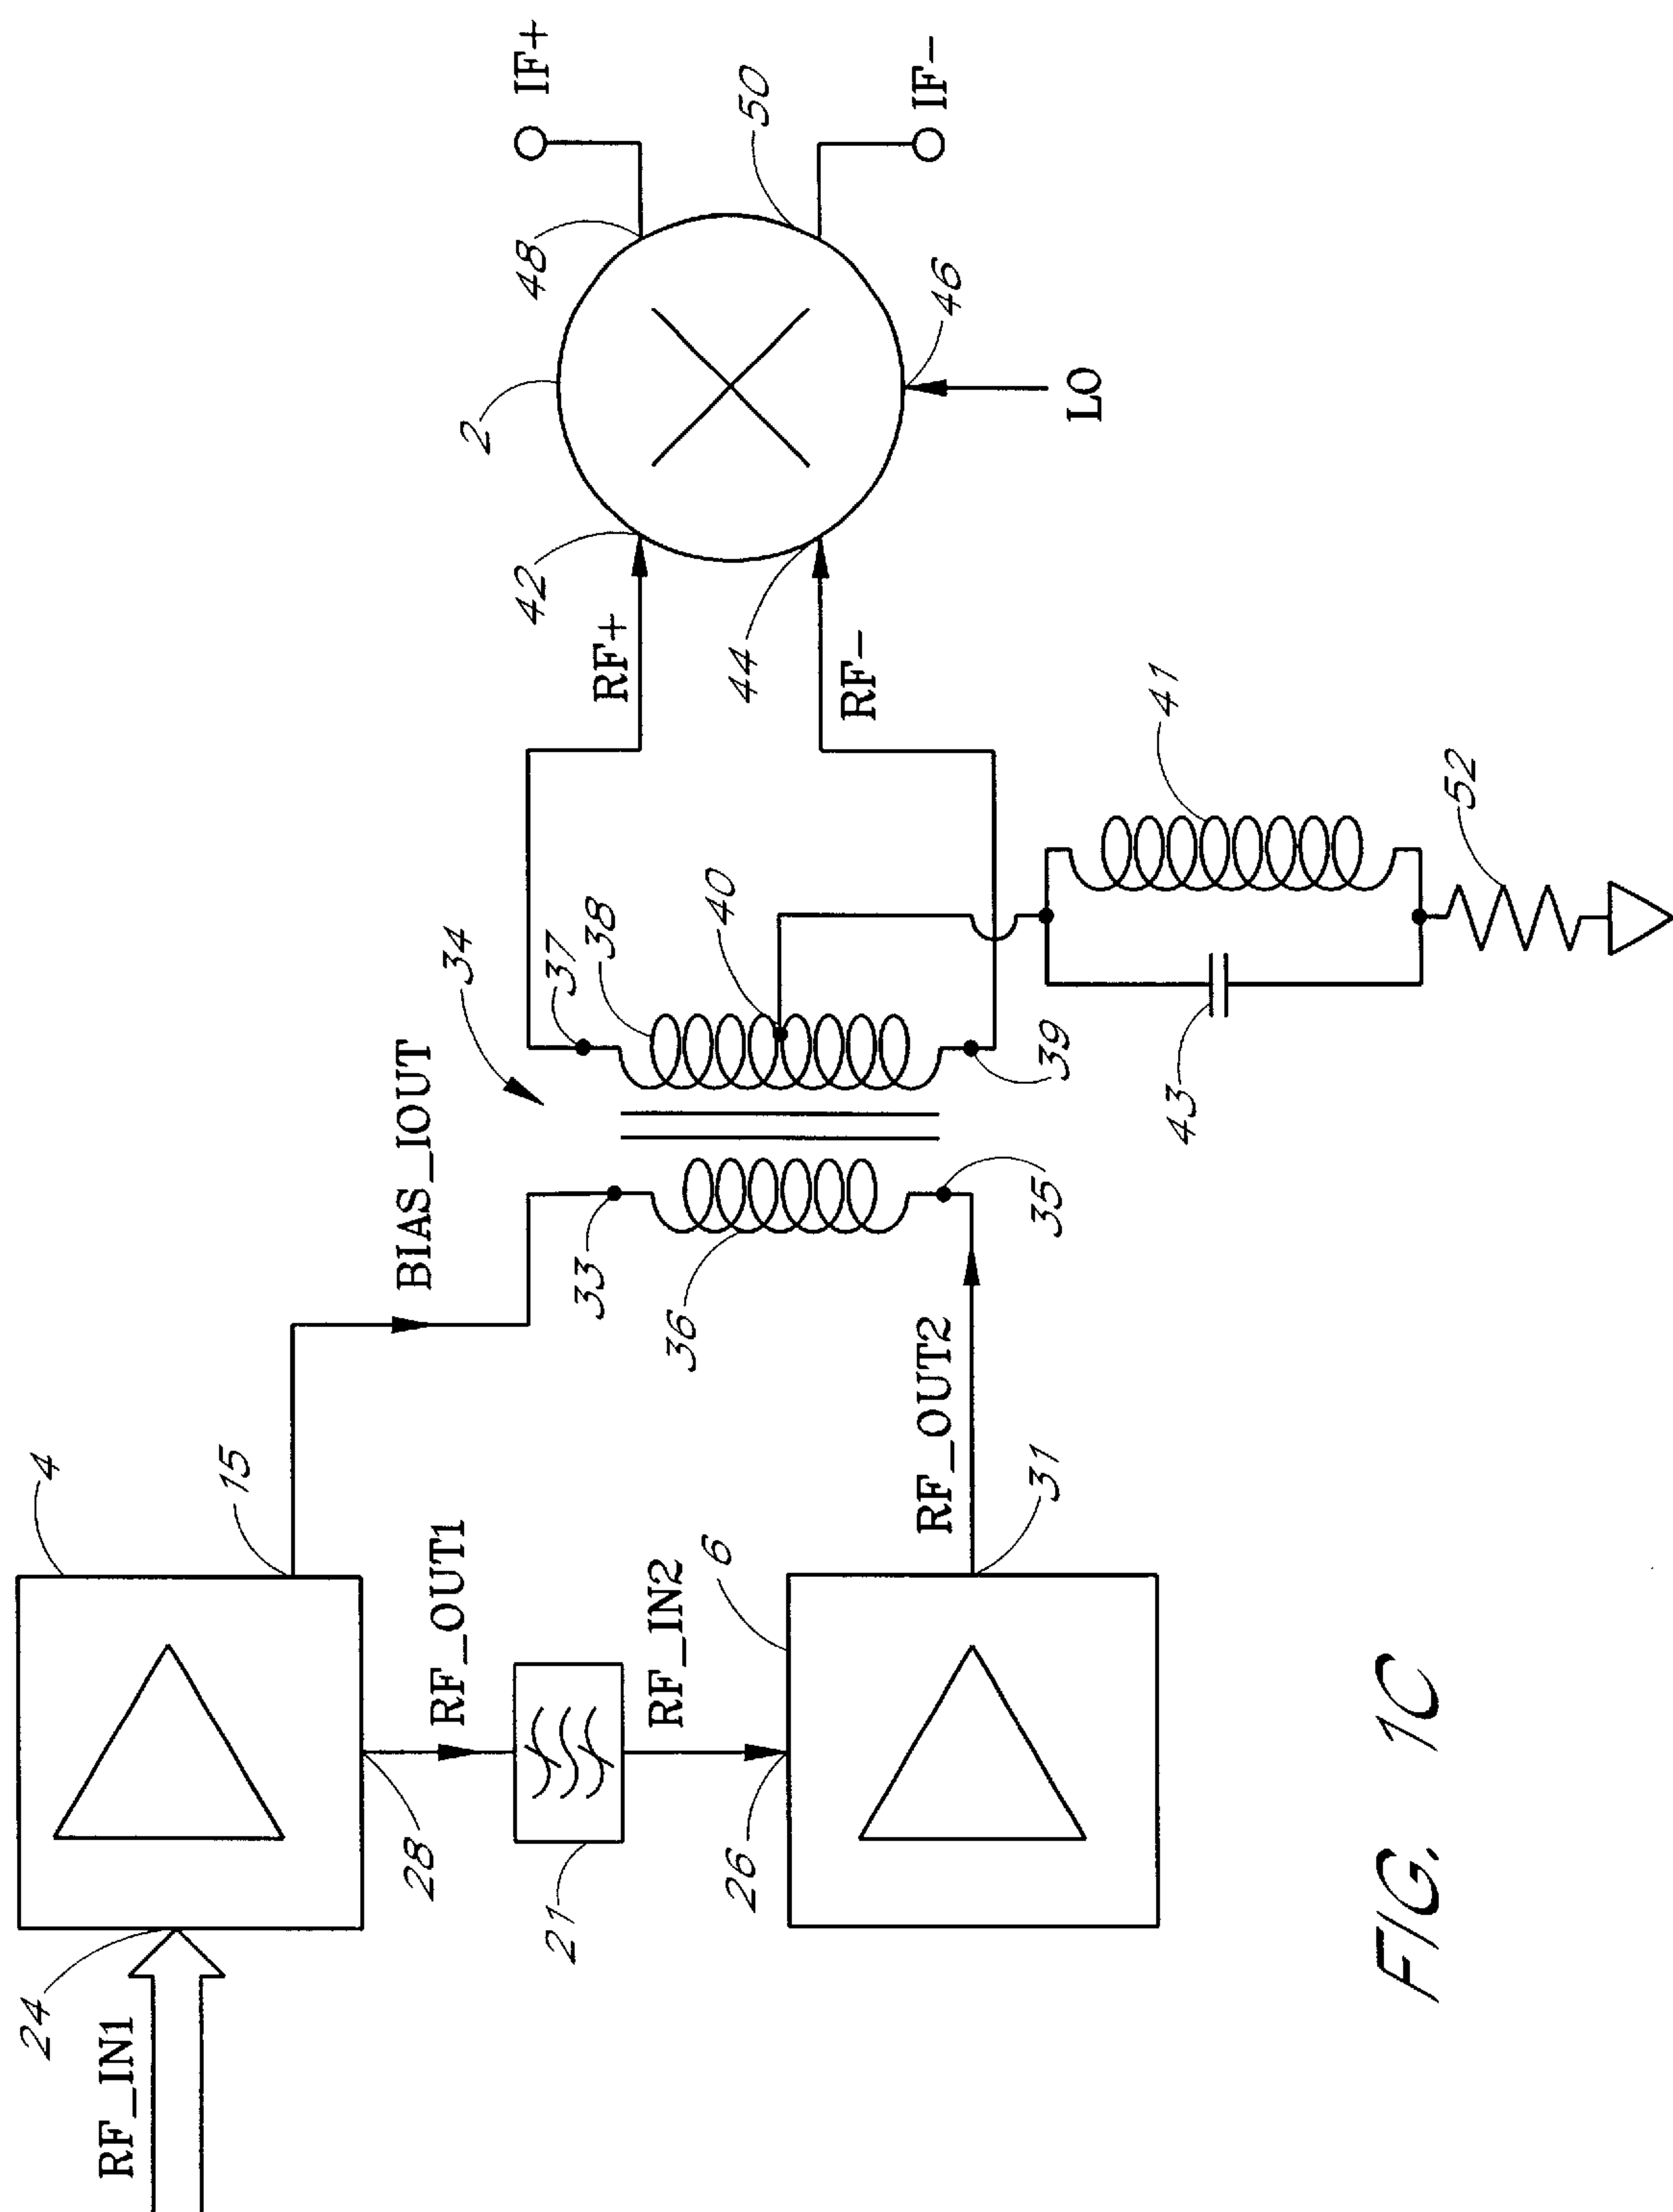 RF_IN1
24
4
15
28
RF_OUT1
21
RF_IN2
26
6
31
RF_OUT2
BIAS_IOUT
33
36
35
34
37
38
40
39
43
41
52
RF+
42
RF-
44
2
48
IF+
50
IF-
46
LO
FIG. 1C